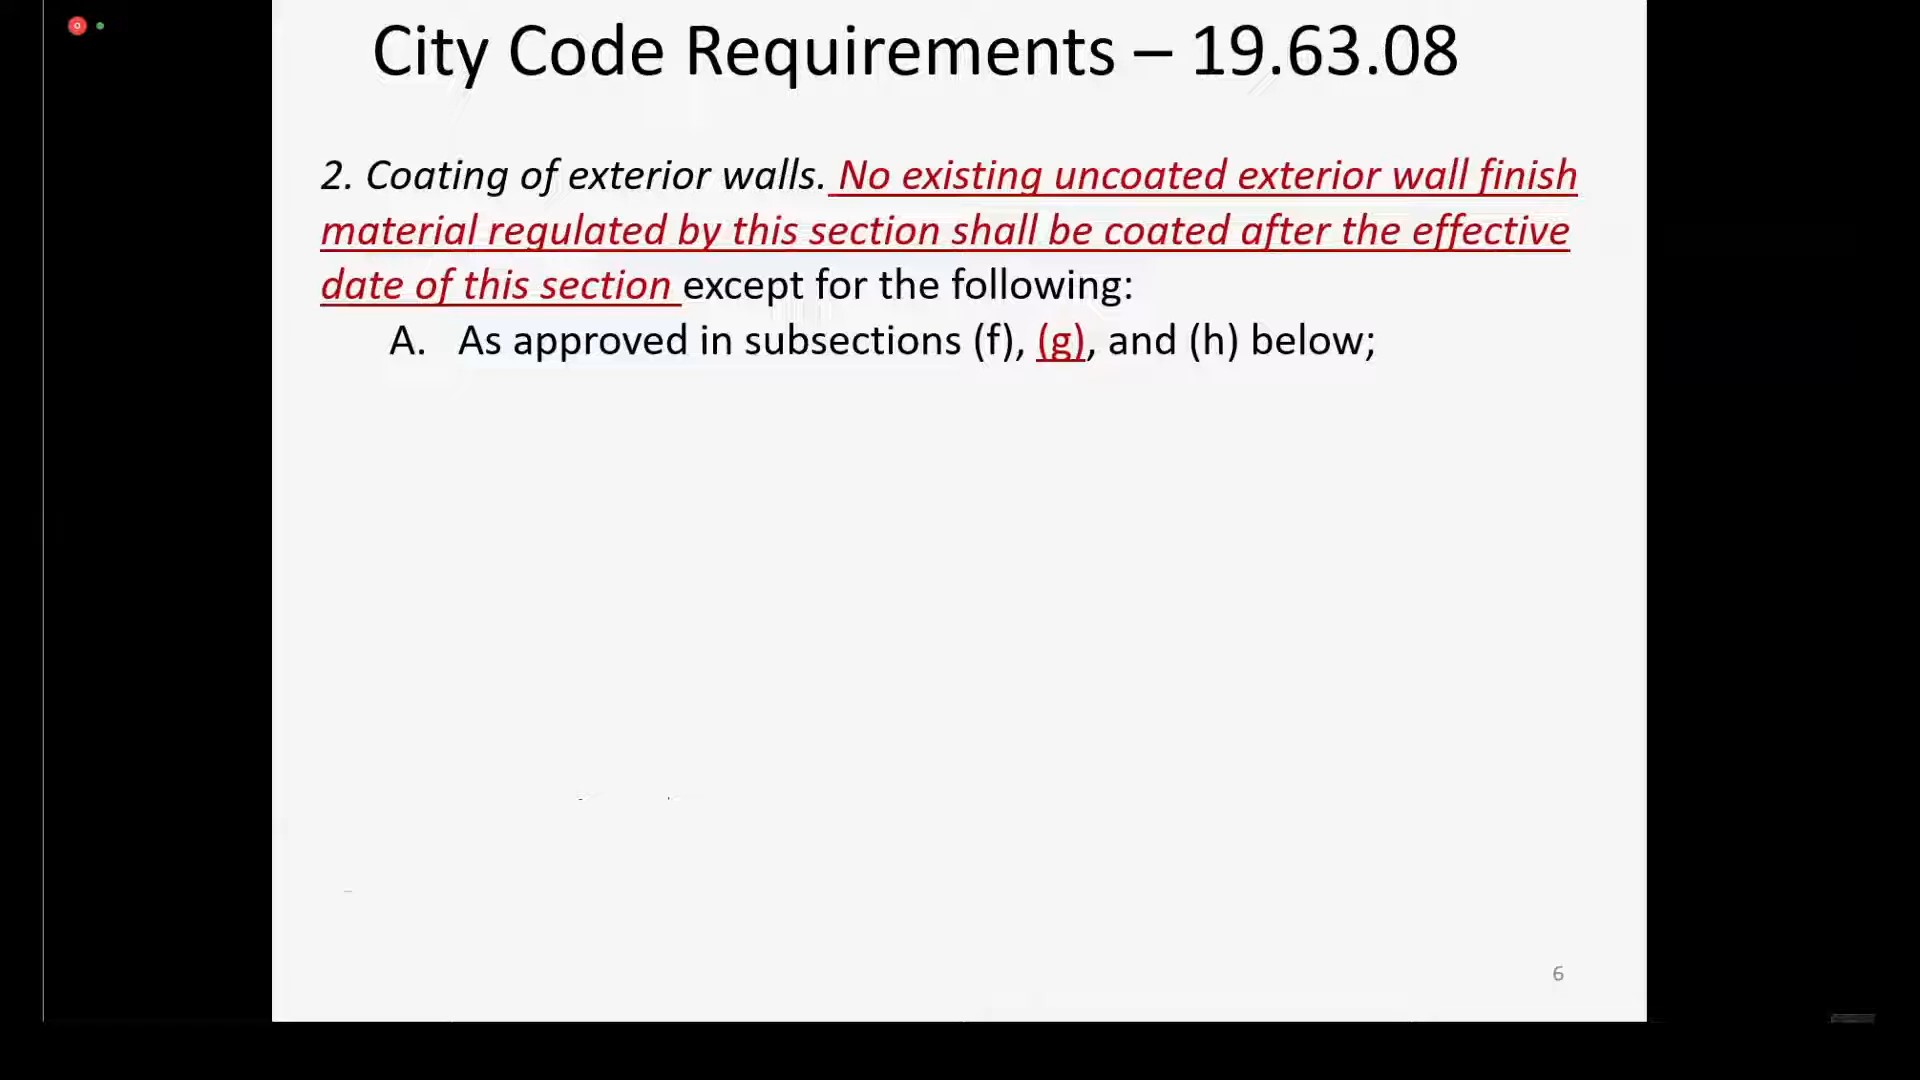 City Code Requirements – 19.63.08
2. Coating of exterior walls. No existing uncoated exterior wall finish
material regulated by this section shall be coated after the effective
date of this section except for the following:
A. As approved in subsections (f), (g), and (h) below;
6